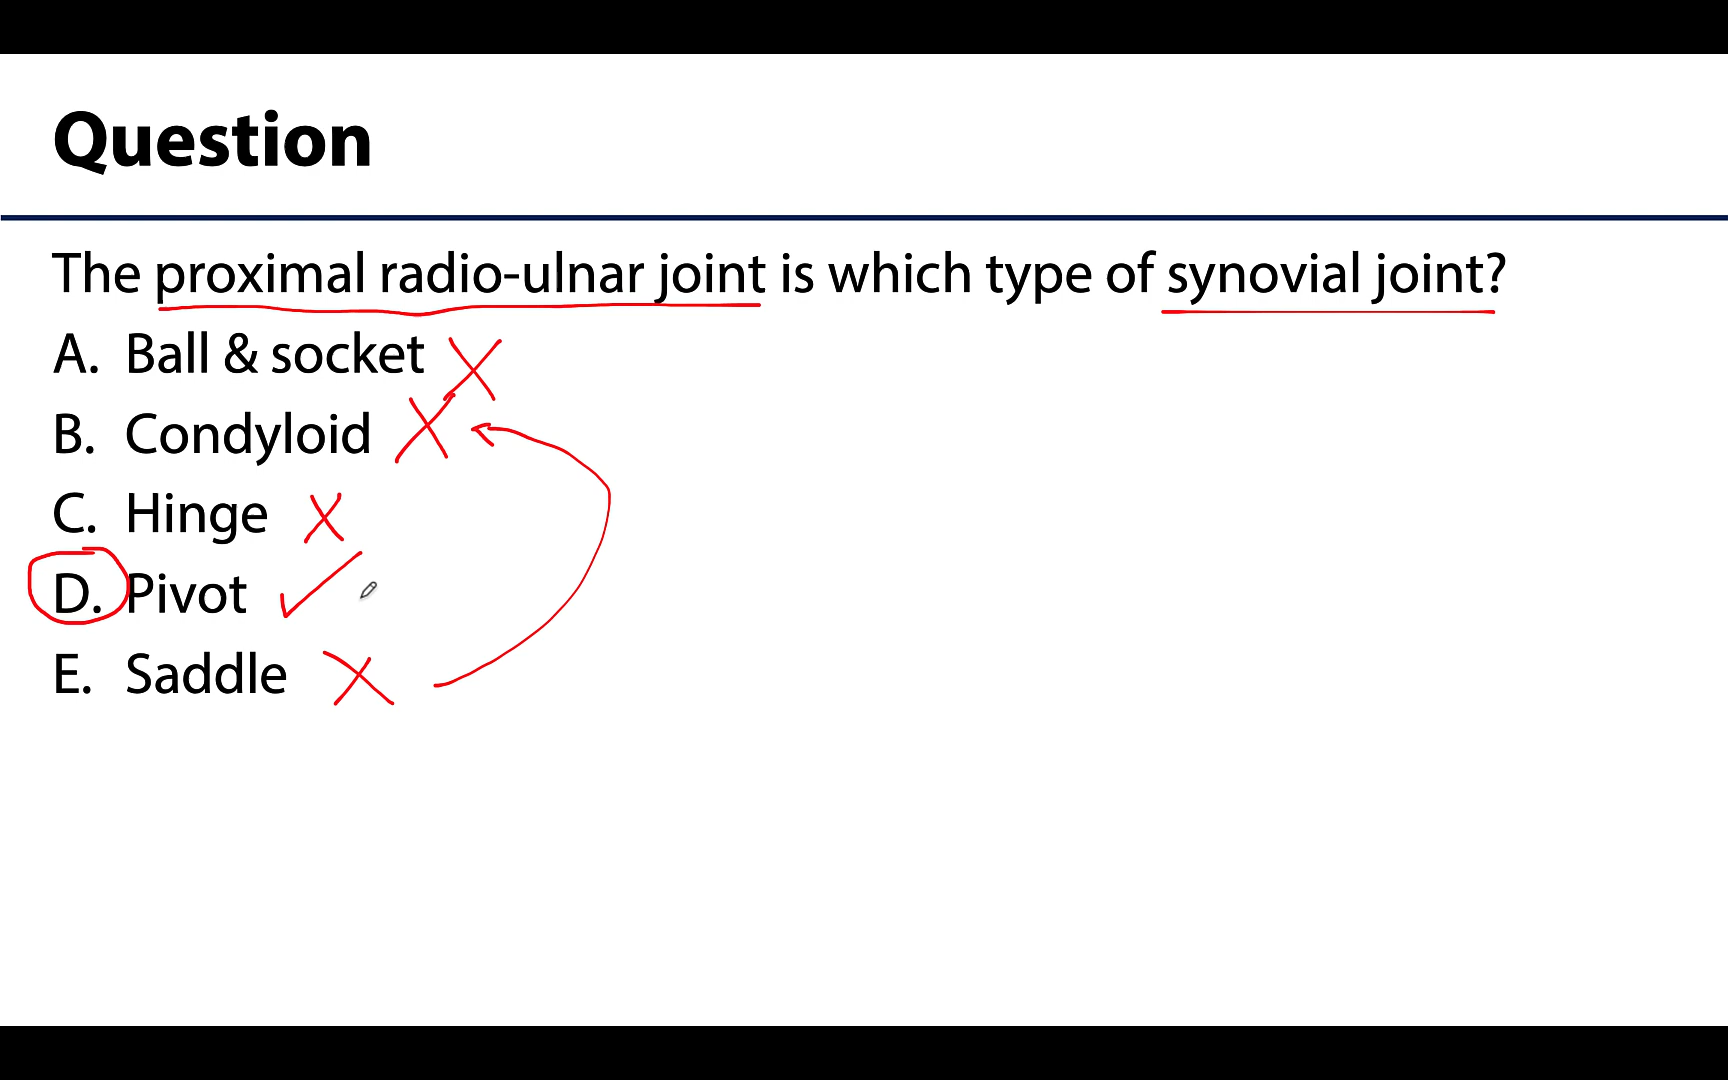 Question
The proximal radio-ulnar joint is which type of synovial joint?
A. Ball & socket
B. Condyloid
C. Hinge
D. Pivot
E. Saddle